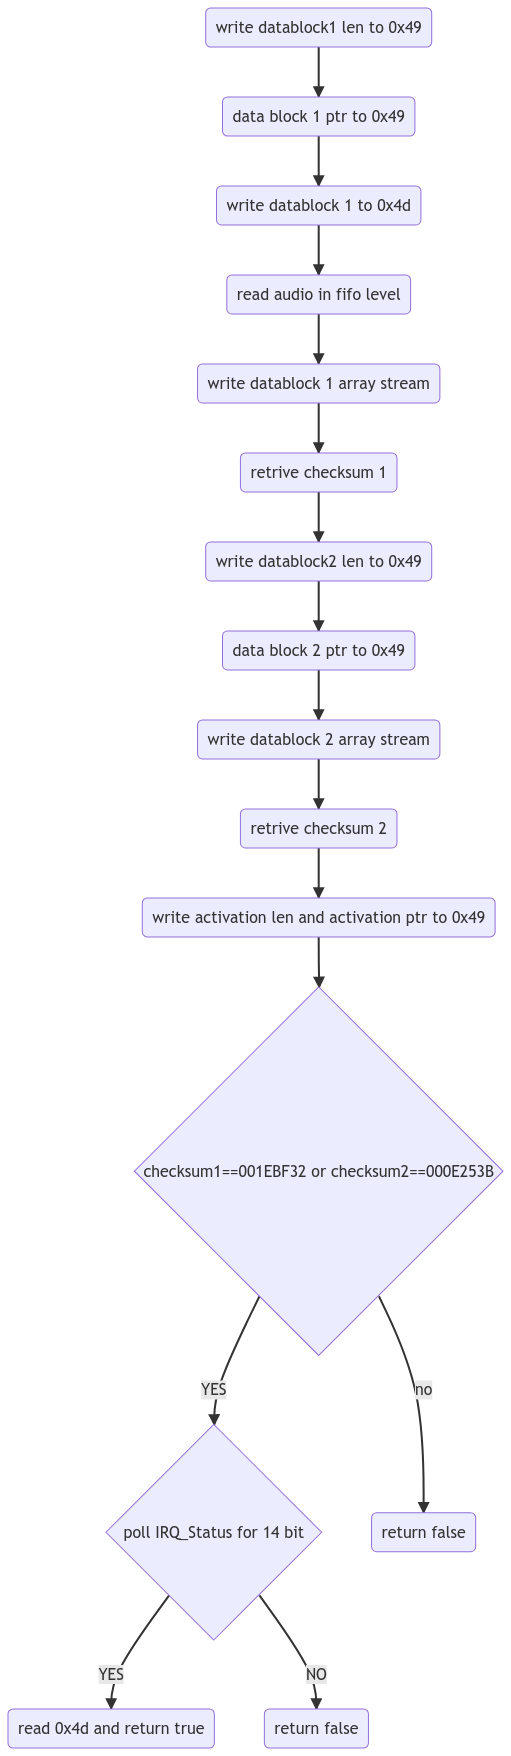 write datablock1 len to 0x49
data block 1 ptr to 0x49
write datablock 1 to 0x4d
read audio in fifo level
write datablock 1 array stream
retrive checksum 1
write datablock2 len to 0x49
data block 2 ptr to 0x49
write datablock 2 array stream
retrive checksum 2
write activation len and activation ptr to 0x49
checksum1==001EBF32 or checksum2==000E253B
YES
no
poll IRQ_Status for 14 bit
return false
YES
NO
read 0x4d and return true
return false